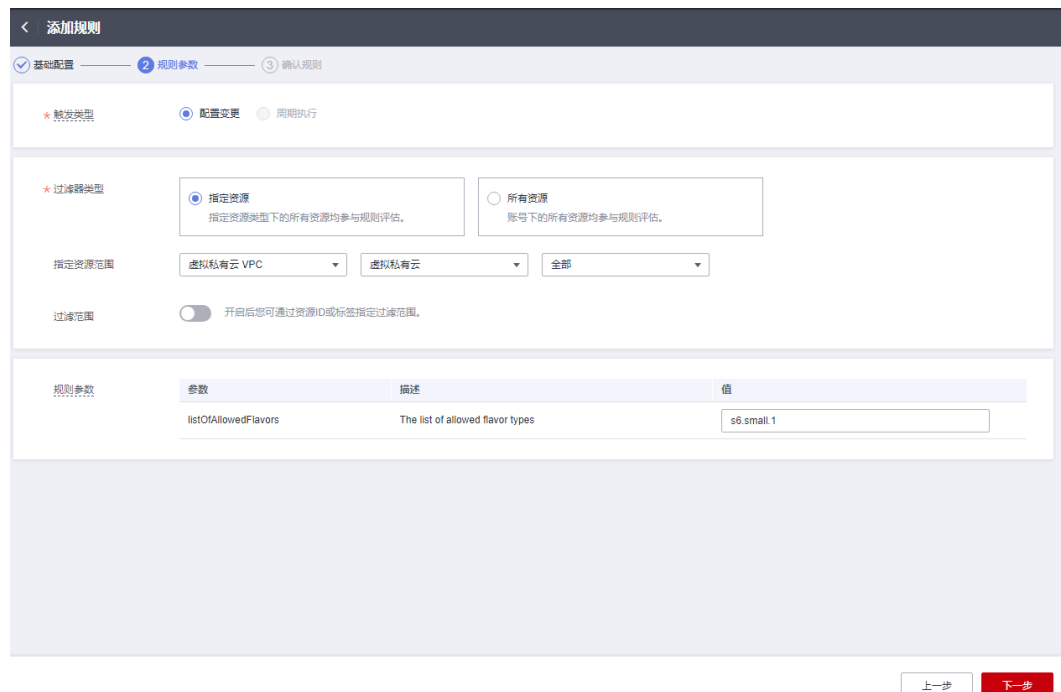 添加规则
基础配置 2 规则参数 3 确认规则
* 触发类型 配置变更 周期执行
* 过滤器类型 指定资源 所有资源
指定资源类型下的所有资源均参与规则评估。 账号下的所有资源均参与规则评估。
指定资源范围 虚拟私有云 VPC 虚拟私有云 全部
过滤范围 开启后您可通过资源ID或标签指定过滤范围。
规则参数 参数 描述 值
listOfAllowedFlavors The list of allowed flavor types s6.small.1
上一步 下一步